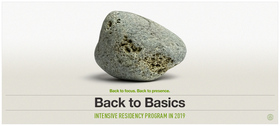 Back to focus. Back to presence.
Back to Basics
INTENSIVE RESIDENCY PROGRAM IN 2019